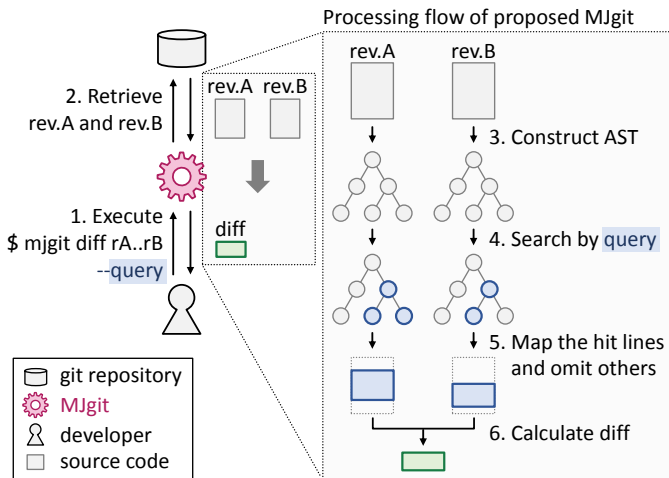 Processing flow of proposed MJgit
2. Retrieve
rev.A and rev.B
1. Execute
$ mjgit diff rA..rB
--query
rev.A rev.B
diff
rev.A rev.B
3. Construct AST
4. Search by query
5. Map the hit lines
and omit others
6. Calculate diff
git repository
MJgit
developer
source code